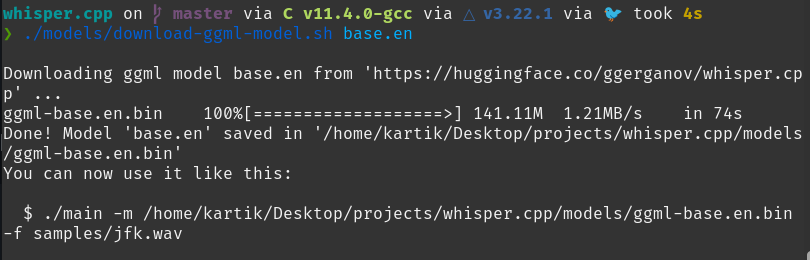 whisper.cpp on master via C v11.4.0-gcc via △ v3.22.1 via 🐦 took 4s
❯ ./models/download-ggml-model.sh base.en
Downloading ggml model base.en from 'https://huggingface.co/ggerganov/whisper.cp
p' ...
ggml-base.en.bin    100%[===================>] 141.11M  1.21MB/s    in 74s
Done! Model 'base.en' saved in '/home/kartik/Desktop/projects/whisper.cpp/models
/ggml-base.en.bin'
You can now use it like this:
  $ ./main -m /home/kartik/Desktop/projects/whisper.cpp/models/ggml-base.en.bin
-f samples/jfk.wav